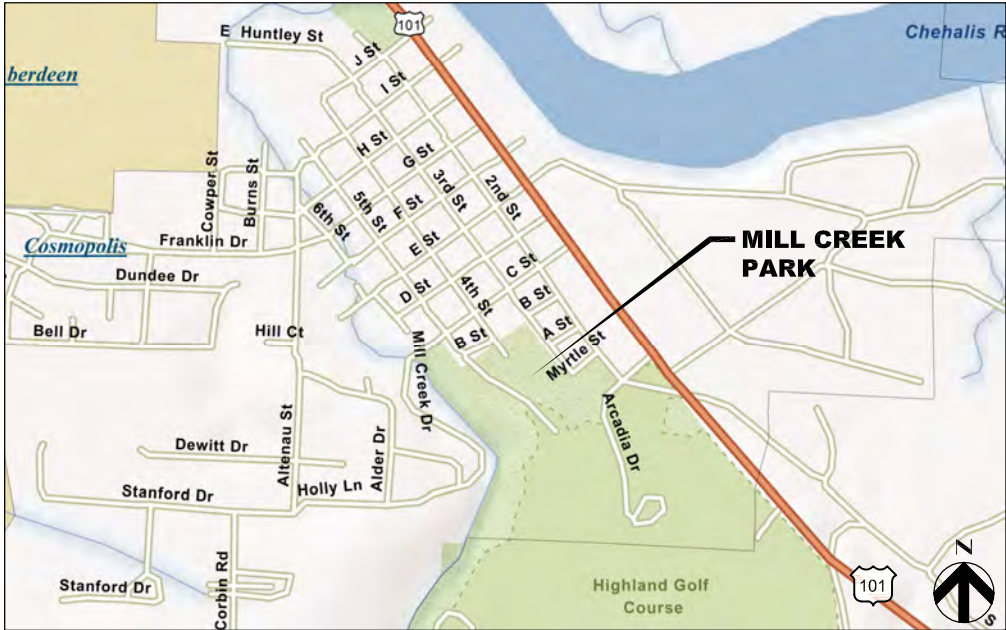 101
E Huntley St
Chehalis R
J St
berdeen
I St
H St
G St
Cowper St
Burns St
3rd St
2nd St
5th St
F St
6th St
Cosmopolis
Franklin Dr
E St
MILL CREEK
PARK
C St
Dundee Dr
D St
4th St
B St
A St
Bell Dr
Hill Ct
B St
Mill Creek Dr
Myrtle St
Arcadia Dr
Altenau St
Alder Dr
Dewitt Dr
Stanford Dr
Holly Ln
Stanford Dr
Corbin Rd
Highland Golf
Course
101
N
S